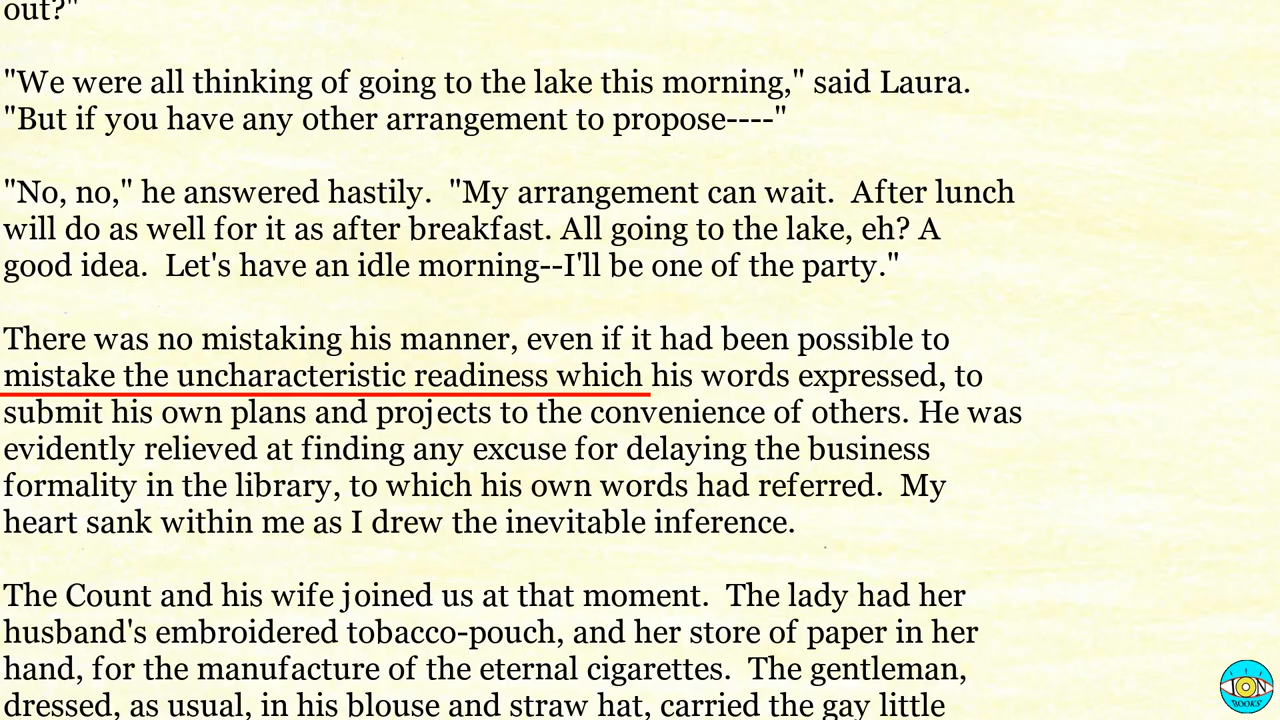 out?"
"We were all thinking of going to the lake this morning," said Laura.
"But if you have any other arrangement to propose----"
"No, no," he answered hastily.  "My arrangement can wait.  After lunch
will do as well for it as after breakfast. All going to the lake, eh? A
good idea.  Let's have an idle morning--I'll be one of the party."
There was no mistaking his manner, even if it had been possible to
mistake the uncharacteristic readiness which his words expressed, to
submit his own plans and projects to the convenience of others. He was
evidently relieved at finding any excuse for delaying the business
formality in the library, to which his own words had referred.  My
heart sank within me as I drew the inevitable inference.
The Count and his wife joined us at that moment.  The lady had her
husband's embroidered tobacco-pouch, and her store of paper in her
hand, for the manufacture of the eternal cigarettes.  The gentleman,
dressed, as usual, in his blouse and straw hat, carried the gay little
ION
BOOKS